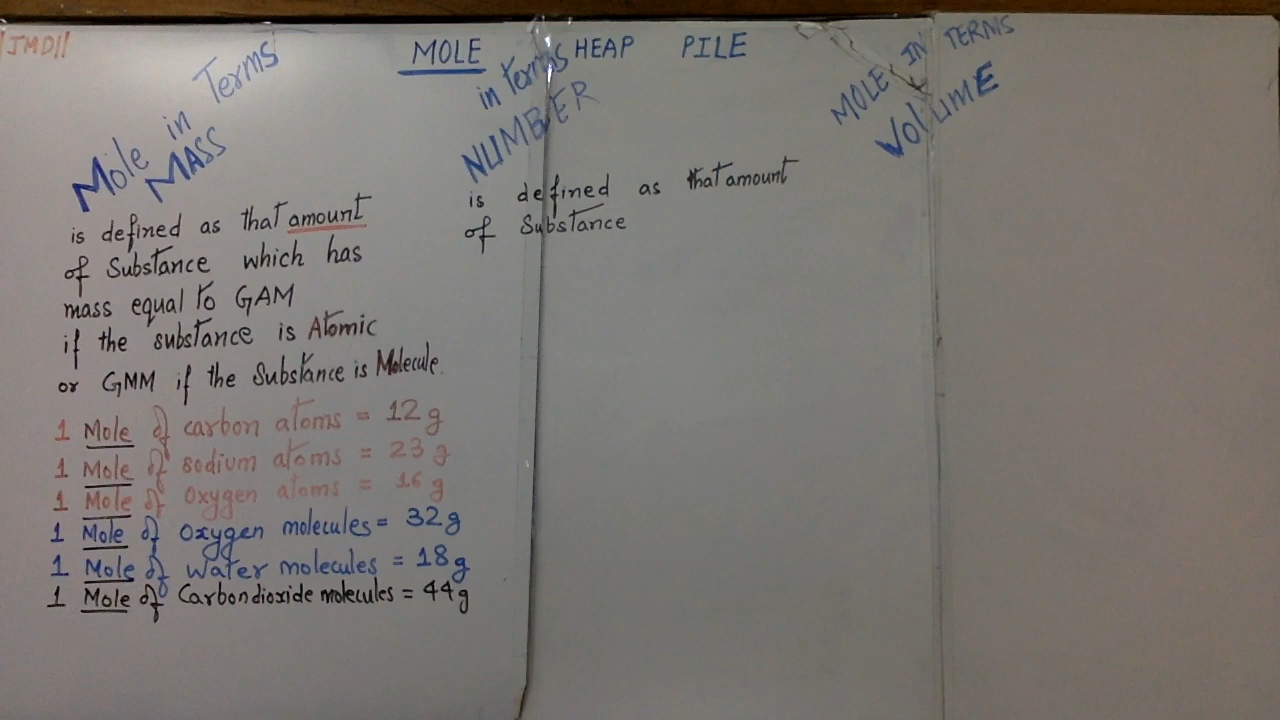 |JMD||
MOLE HEAP PILE
Mole in Terms
MASS
is defined as that amount
of Substance which has
mass equal to GAM
if the substance is Atomic
or GMM if the Substance is Molecule.
1 Mole of carbon atoms = 12 g
1 Mole of sodium atoms = 23 g
1 Mole of Oxygen atoms = 16 g
1 Mole of Oxygen molecules = 32g
1 Mole of Water molecules = 18g
1 Mole of Carbondioxide molecules = 44g
in terms
NUMBER
is defined as that amount
of Substance
MOLE IN TERMS
VOLUME